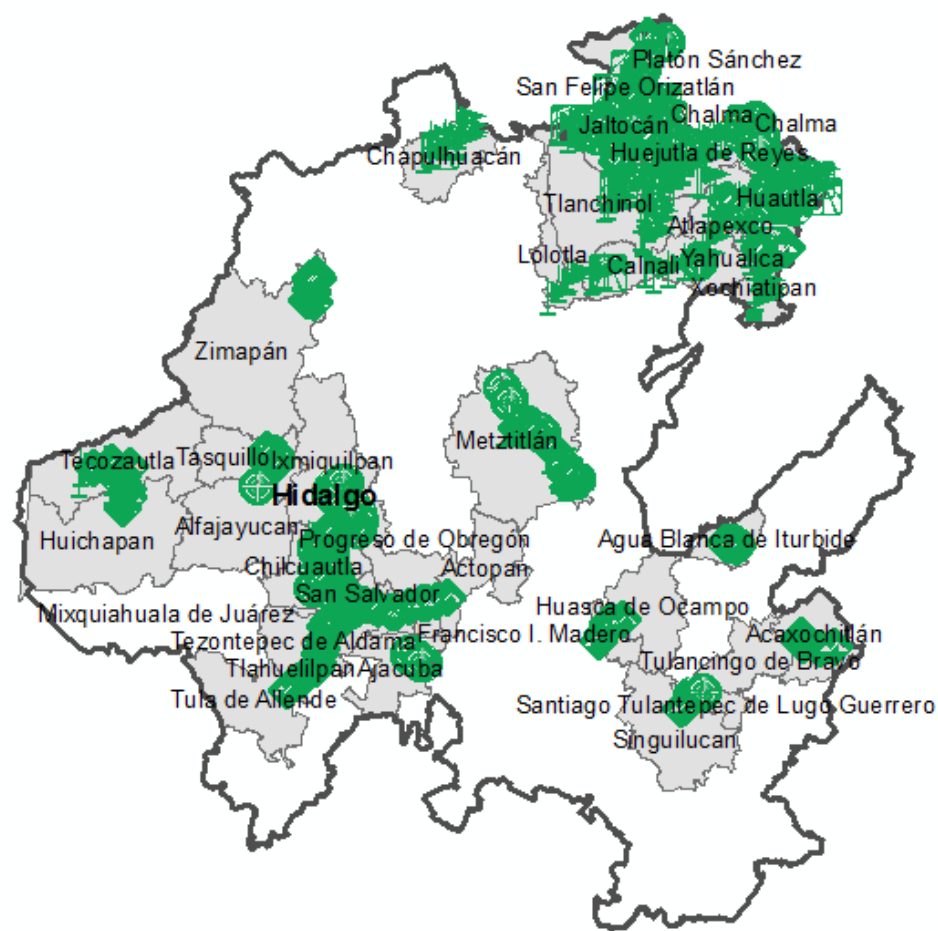 Platón Sánchez
San Felipe Orizatlán
Chalma
Jaltocán
Chalma
Chapulhuacán
Huejutla de Reyes
Tlanchinol
Huautla
Atlapexco
Lolotla
Calnali
Yahualica
Xochiatipan
Zimapán
Metztitlán
Tecozautla
Tasquillo
Ixmiquilpan
Hidalgo
Alfajayucan
Huichapan
Progreso de Obregón
Agua Blanca de Iturbide
Chilcuautla
Actopan
San Salvador
Mixquiahuala de Juárez
Huasca de Ocampo
Tezontepec de Aldama
Francisco I. Madero
Acaxochitlán
Tlahuelilpan
Ajacuba
Tulancingo de Bravo
Tula de Allende
Santiago Tulantepec de Lugo Guerrero
Singuilucan